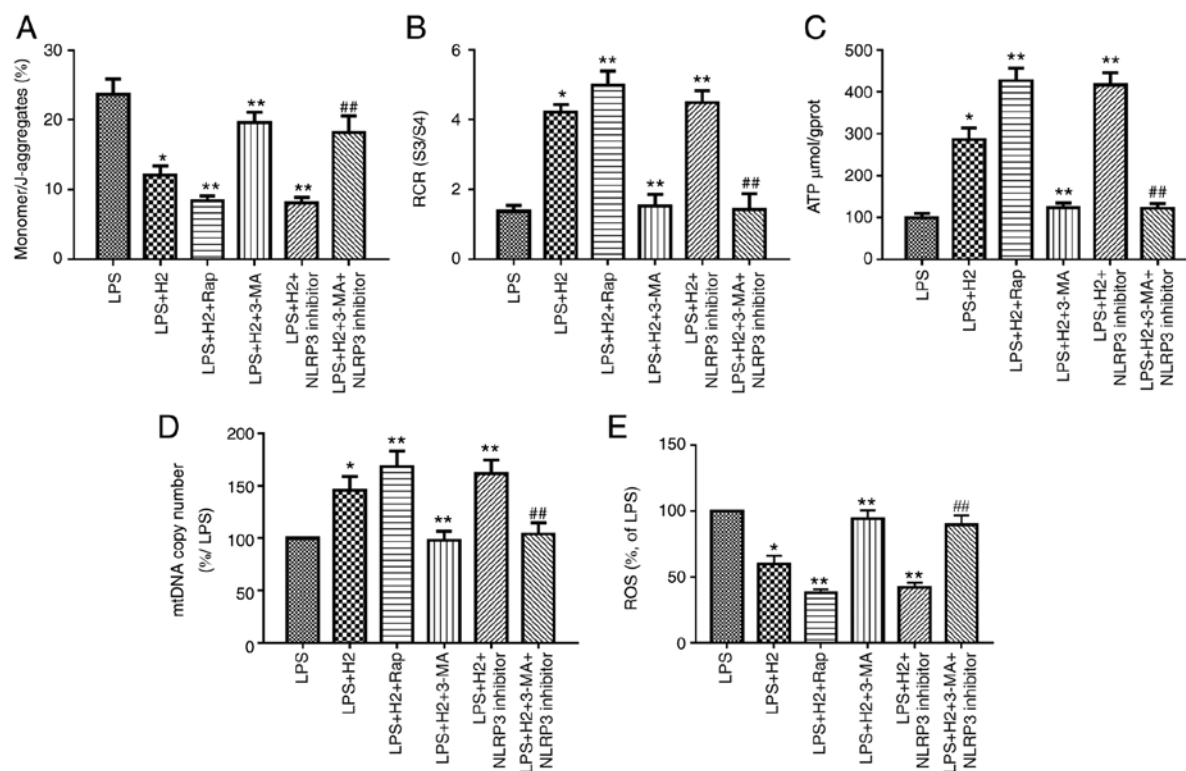 A
Monomer/J-aggregates (%)
30
20
10
0
*
**
**
**
##
LPS
LPS+H2
LPS+H2+Rap
LPS+H2+3-MA
LPS+H2+
NLRP3 inhibitor
LPS+H2+3-MA+
NLRP3 inhibitor
B
RCR (S3/S4)
6
4
2
0
*
**
**
**
##
LPS
LPS+H2
LPS+H2+Rap
LPS+H2+3-MA
LPS+H2+
NLRP3 inhibitor
LPS+H2+3-MA+
NLRP3 inhibitor
C
ATP μmol/gprot
500
400
300
200
100
0
*
**
**
**
##
LPS
LPS+H2
LPS+H2+Rap
LPS+H2+3-MA
LPS+H2+
NLRP3 inhibitor
LPS+H2+3-MA+
NLRP3 inhibitor
D
mtDNA copy number
(%/ LPS)
200
150
100
50
0
*
**
**
**
##
LPS
LPS+H2
LPS+H2+Rap
LPS+H2+3-MA
LPS+H2+
NLRP3 inhibitor
LPS+H2+3-MA+
NLRP3 inhibitor
E
ROS (%, of LPS)
150
100
50
0
*
**
**
**
##
LPS
LPS+H2
LPS+H2+Rap
LPS+H2+3-MA
LPS+H2+
NLRP3 inhibitor
LPS+H2+3-MA+
NLRP3 inhibitor